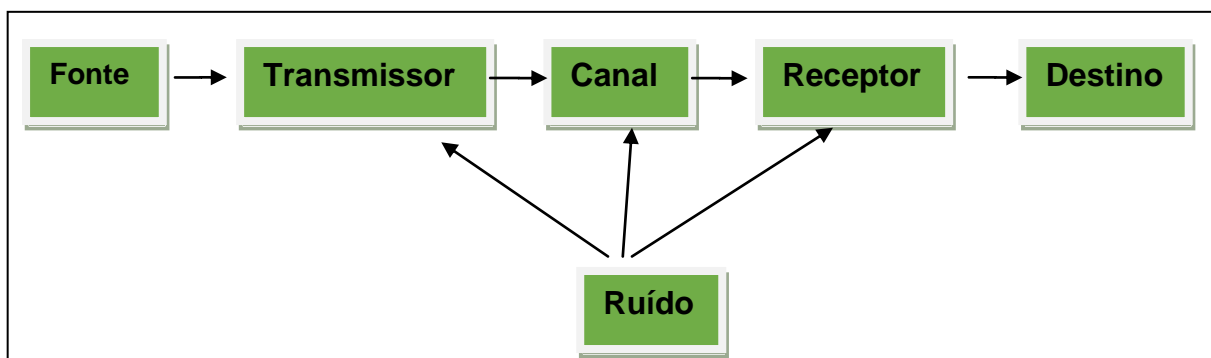 Fonte
Transmissor
Canal
Receptor
Destino
Ruído